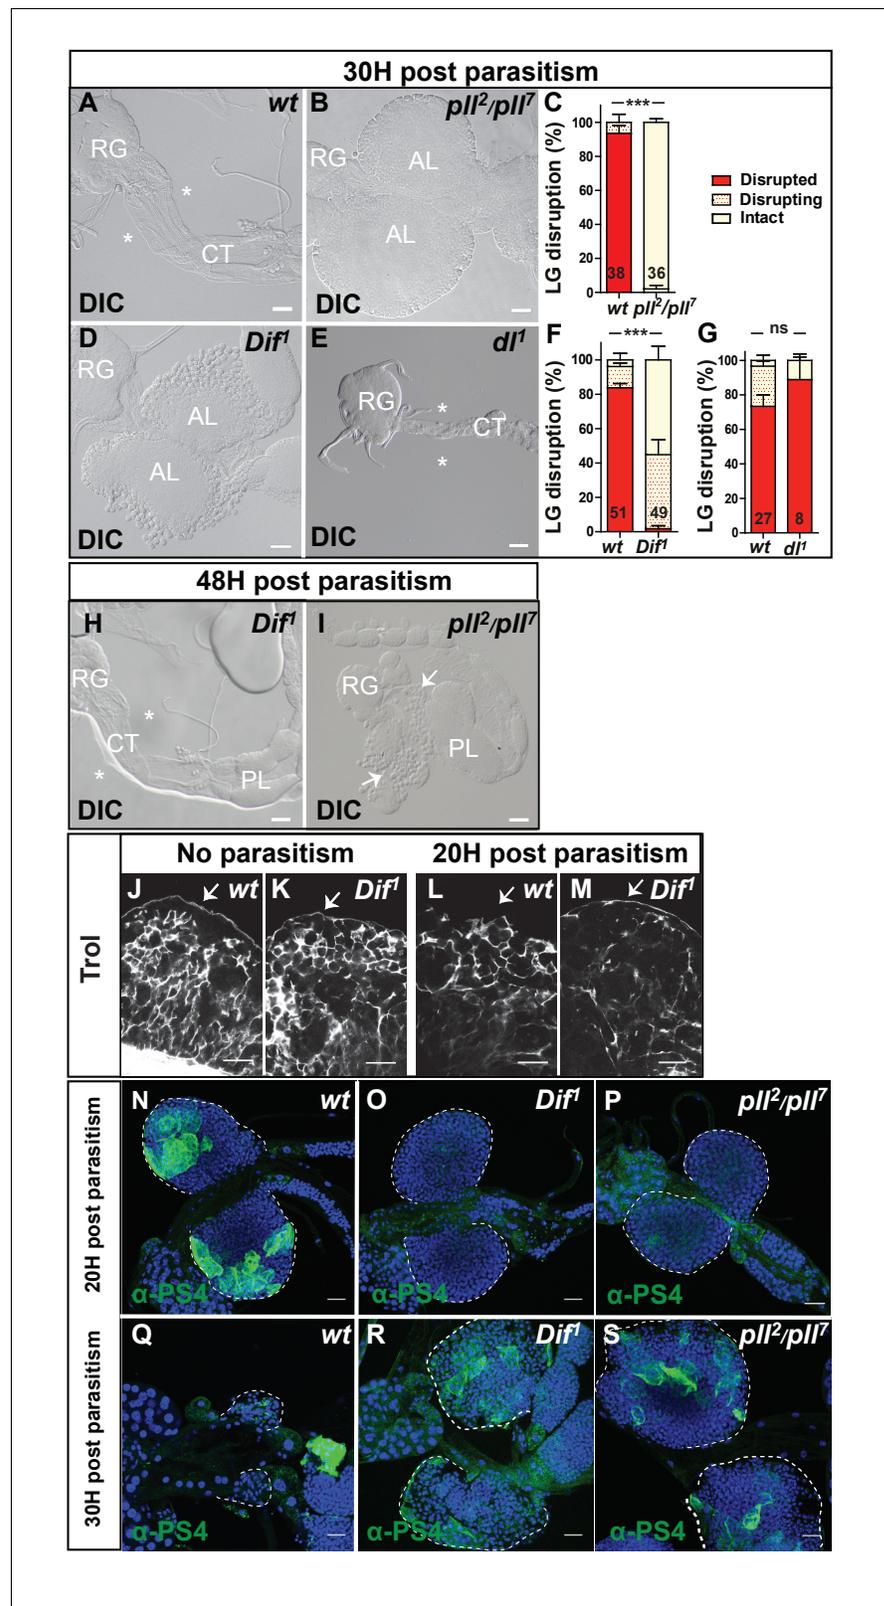 30H post parasitism
A wt
RG
*
*
CT
DIC
B pll²/pll⁷
RG
AL
AL
DIC
C
***
LG disruption (%)
100
80
60
40
20
0
38 36
wt pll²/pll⁷
Disrupted
Disrupting
Intact
D Dif¹
RG
AL
AL
DIC
E dl¹
RG
*
CT
*
DIC
F
***
LG disruption (%)
100
80
60
40
20
0
51 49
wt Dif¹
G
ns
LG disruption (%)
100
80
60
40
20
0
27 8
wt dl¹
48H post parasitism
H Dif¹
RG
*
CT
*
PL
DIC
I pll²/pll⁷
RG
PL
DIC
No parasitism
20H post parasitism
Trol
J wt
K Dif¹
L wt
M Dif¹
20H post parasitism
N wt
α-PS4
O Dif¹
α-PS4
P pll²/pll⁷
α-PS4
30H post parasitism
Q wt
α-PS4
R Dif¹
α-PS4
S pll²/pll⁷
α-PS4